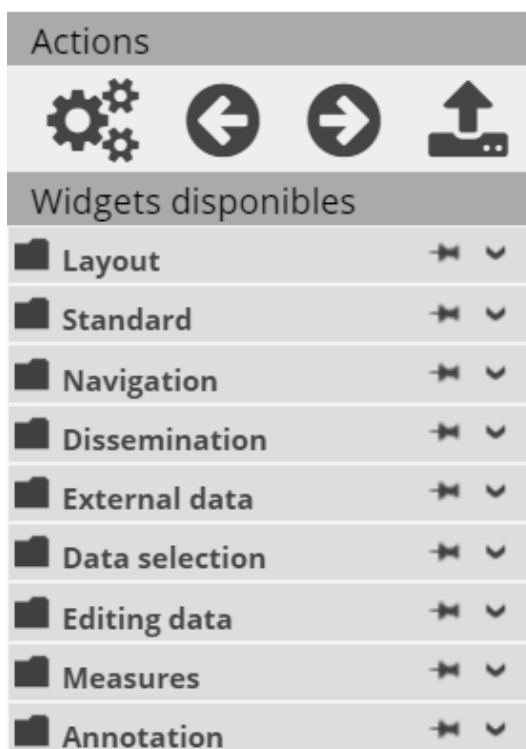 Actions
Widgets disponibles
Layout
Standard
Navigation
Dissemination
External data
Data selection
Editing data
Measures
Annotation